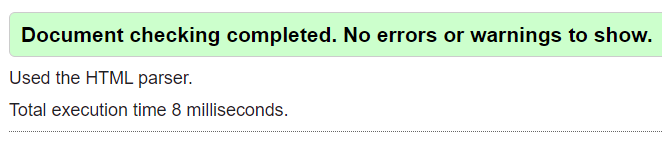 Document checking completed. No errors or warnings to show.
Used the HTML parser.
Total execution time 8 milliseconds.